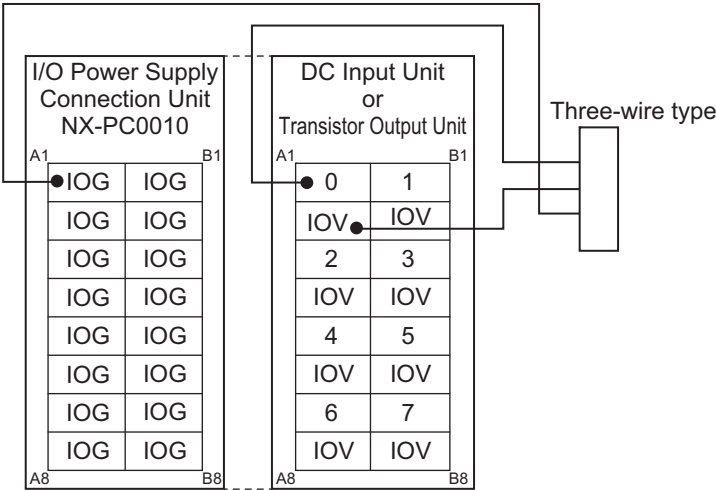 I/O Power Supply
Connection Unit
NX-PC0010
A1 B1
IOG IOG
IOG IOG
IOG IOG
IOG IOG
IOG IOG
IOG IOG
IOG IOG
IOG IOG
A8 B8
DC Input Unit
or
Transistor Output Unit
A1 B1
0 1
IOV IOV
2 3
IOV IOV
4 5
IOV IOV
6 7
IOV IOV
A8 B8
Three-wire type